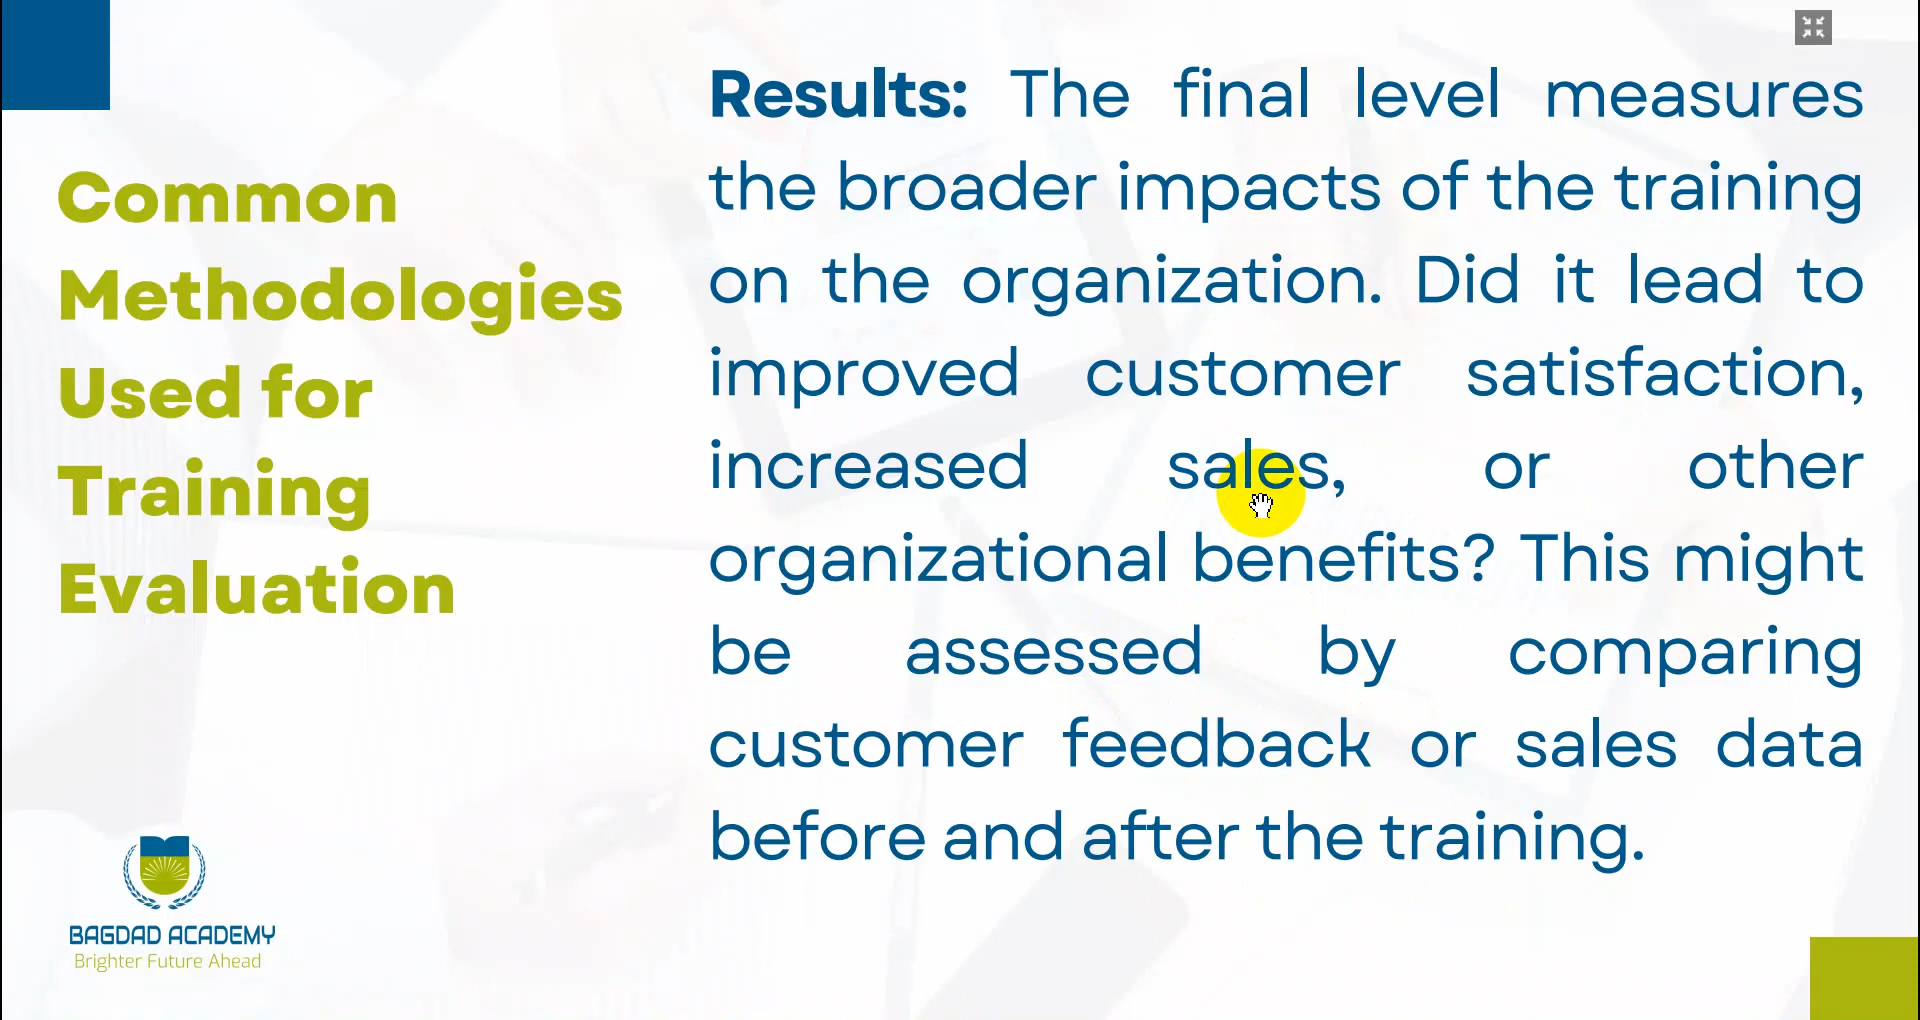 Common
Methodologies
Used for
Training
Evaluation
Results: The final level measures
the broader impacts of the training
on the organization. Did it lead to
improved customer satisfaction,
increased sales, or other
organizational benefits? This might
be assessed by comparing
customer feedback or sales data
before and after the training.
BAGDAD ACADEMY
Brighter Future Ahead